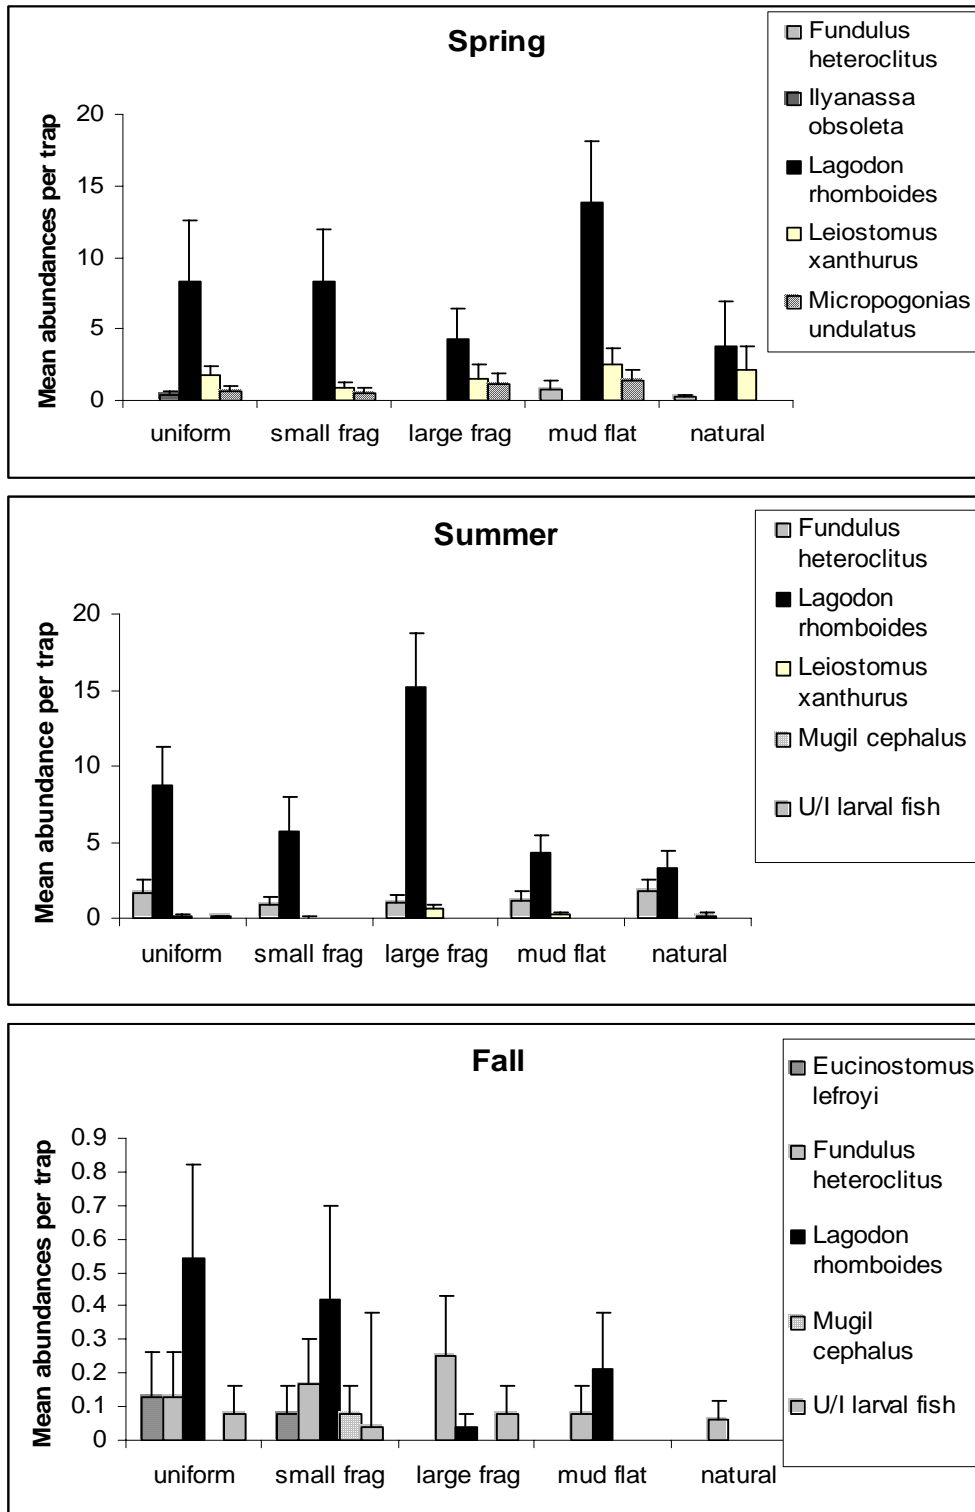 Spring
Mean abundances per trap
20
15
10
5
0
uniform small frag large frag mud flat natural
Fundulus
heteroclitus
Ilyanassa
obsoleta
Lagodon
rhomboides
Leiostomus
xanthurus
Micropogonias
undulatus
Summer
Mean abundance per trap
20
15
10
5
0
uniform small frag large frag mud flat natural
Fundulus
heteroclitus
Lagodon
rhomboides
Leiostomus
xanthurus
Mugil cephalus
U/I larval fish
Fall
Mean abundances per trap
0.9
0.8
0.7
0.6
0.5
0.4
0.3
0.2
0.1
0
uniform small frag large frag mud flat natural
Eucinostomus
lefroyi
Fundulus
heteroclitus
Lagodon
rhomboides
Mugil
cephalus
U/I larval fish